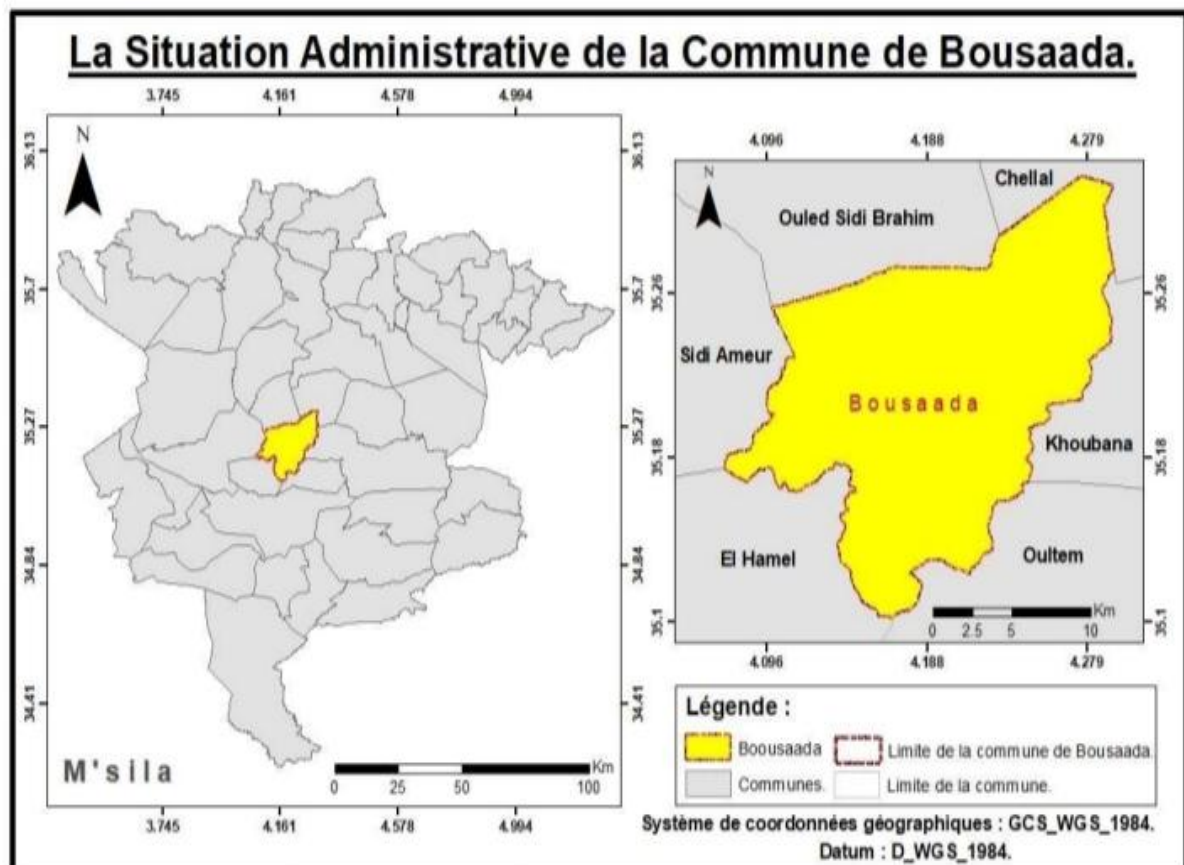 La Situation Administrative de la Commune de Bousaada.
3.745 4.161 4.578 4.994
N
36.13 36.13
35.7 35.7
35.27 35.27
34.84 34.84
34.41 34.41
M'sila
Km
0 25 50 100
3.745 4.161 4.578 4.994
4.096 4.188 4.279
N
Chellal
Ouled Sidi Brahim
35.26 35.26
Sidi Ameur
Bousaada
Khoubana
35.18 35.18
El Hamel
Oultem
Km
0 2.5 5 10
35.1 35.1
4.096 4.188 4.279
Légende :
Boousaada
Limite de la commune de Bousaada.
Communes.
Limite de la commune.
Système de coordonnées géographiques : GCS_WGS_1984.
Datum : D_WGS_1984.